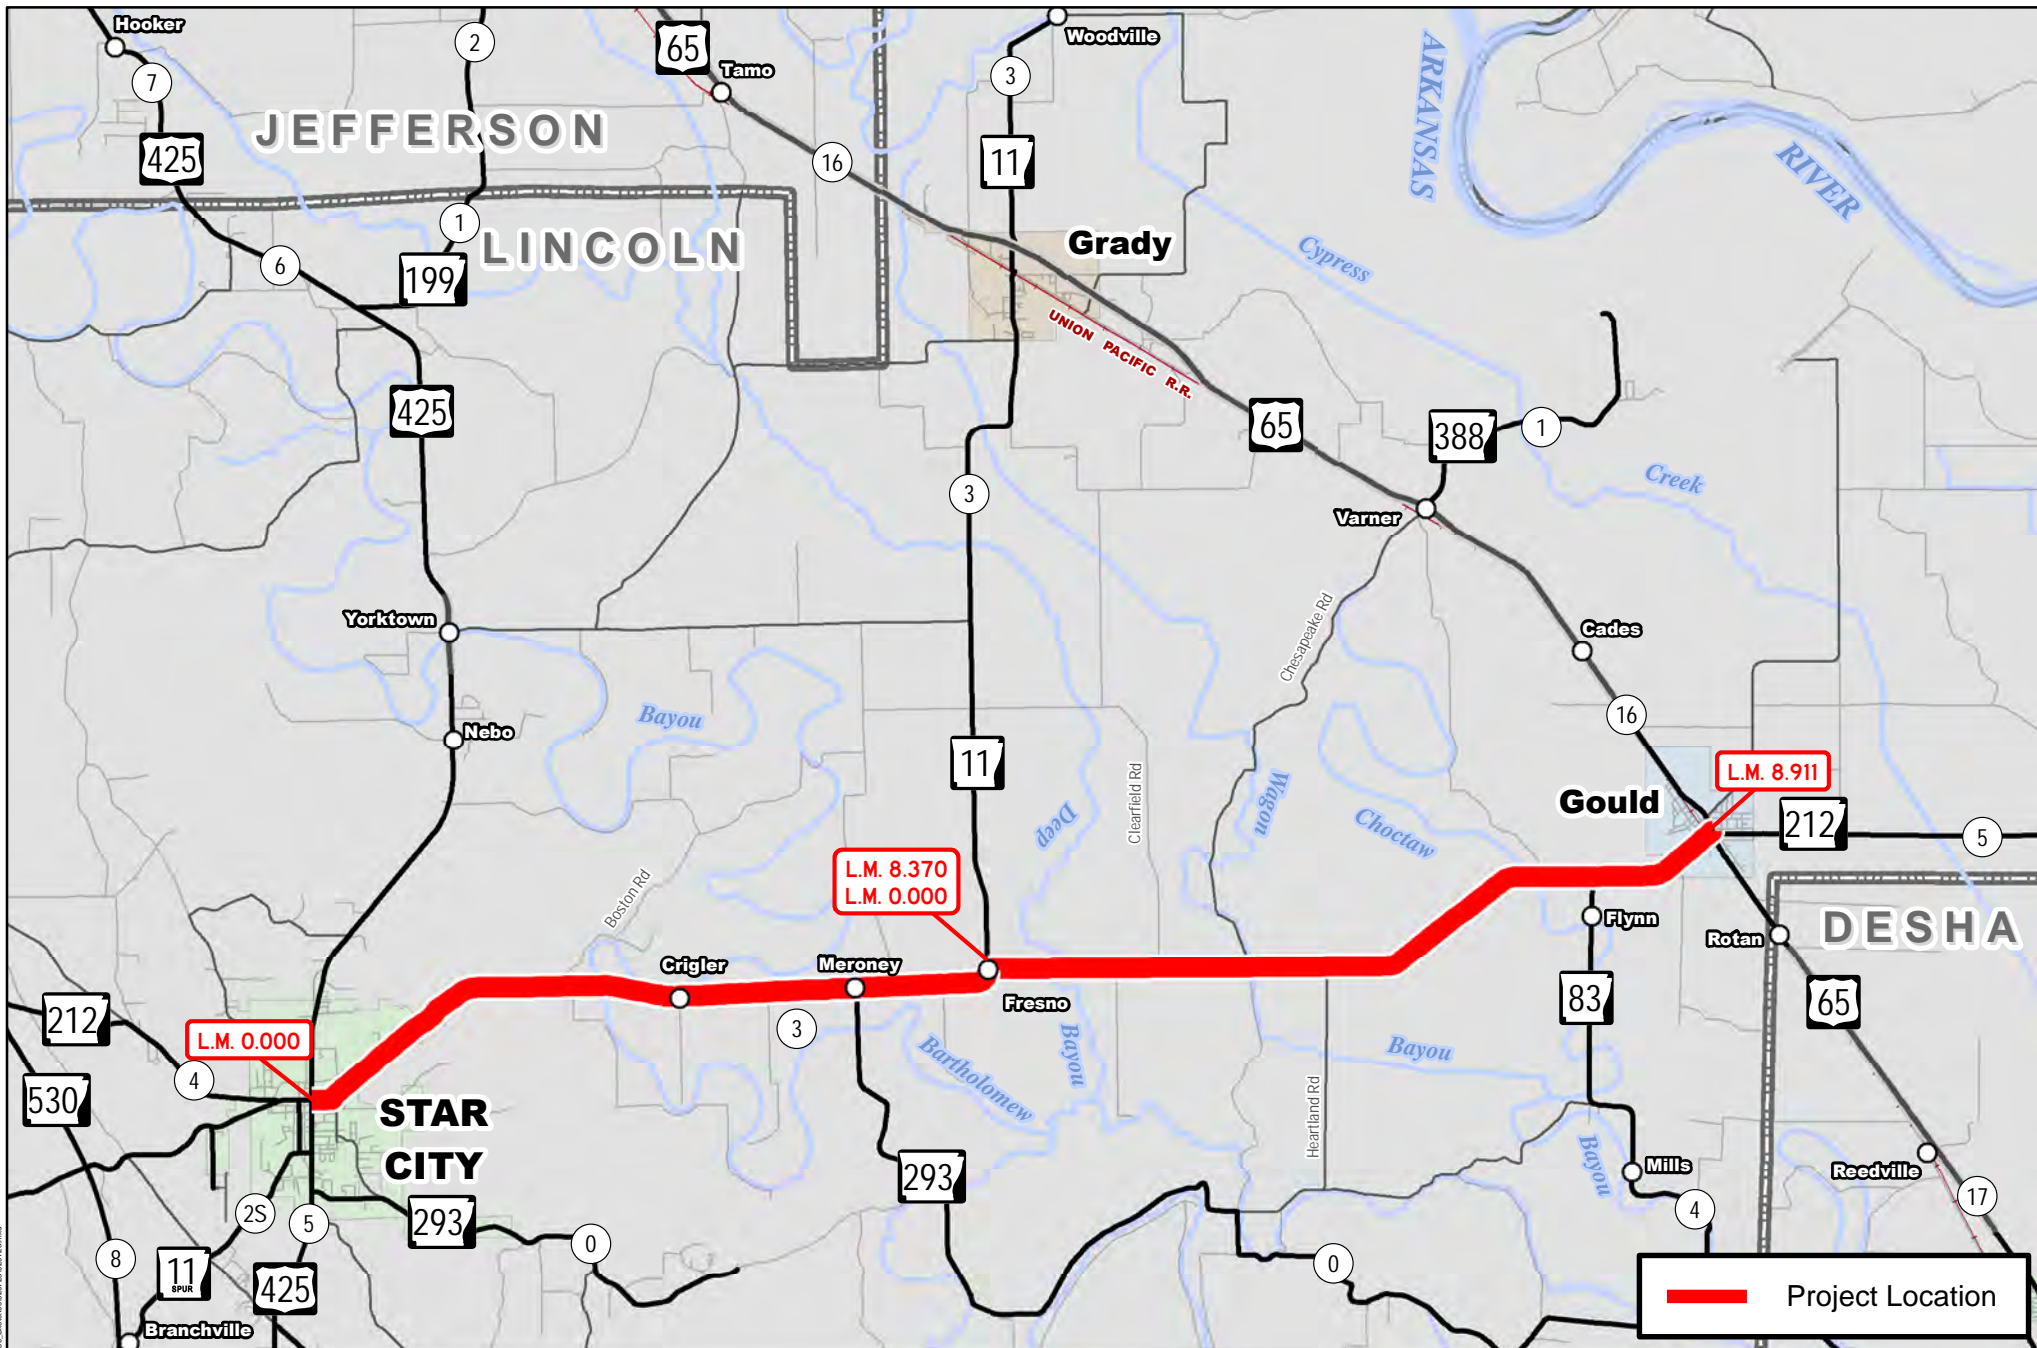 Hooker
2
65
Tamo
Woodville
3
7
ARKANSAS
RIVER
JEFFERSON
425
16
11
1
LINCOLN
6
199
Grady
Cypress
UNION PACIFIC R.R.
425
65
388
1
Creek
3
Varner
Yorktown
Chesapeake Rd
Cades
Bayou
Nebo
16
11
L.M. 8.911
Gould
212
5
Clearfield Rd
Deep
Wagon
Choctaw
L.M. 8.370
L.M. 0.000
Boston Rd
Flynn
Rotan
DESHA
Crigler
Meroney
Fresno
83
65
212
L.M. 0.000
3
Bartholomew
Bayou
Bayou
4
530
STAR
CITY
Heartland Rd
Bayou
Mills
Reedville
293
17
2S
5
293
4
0
8
11
SPUR
425
0
Branchville
Project Location